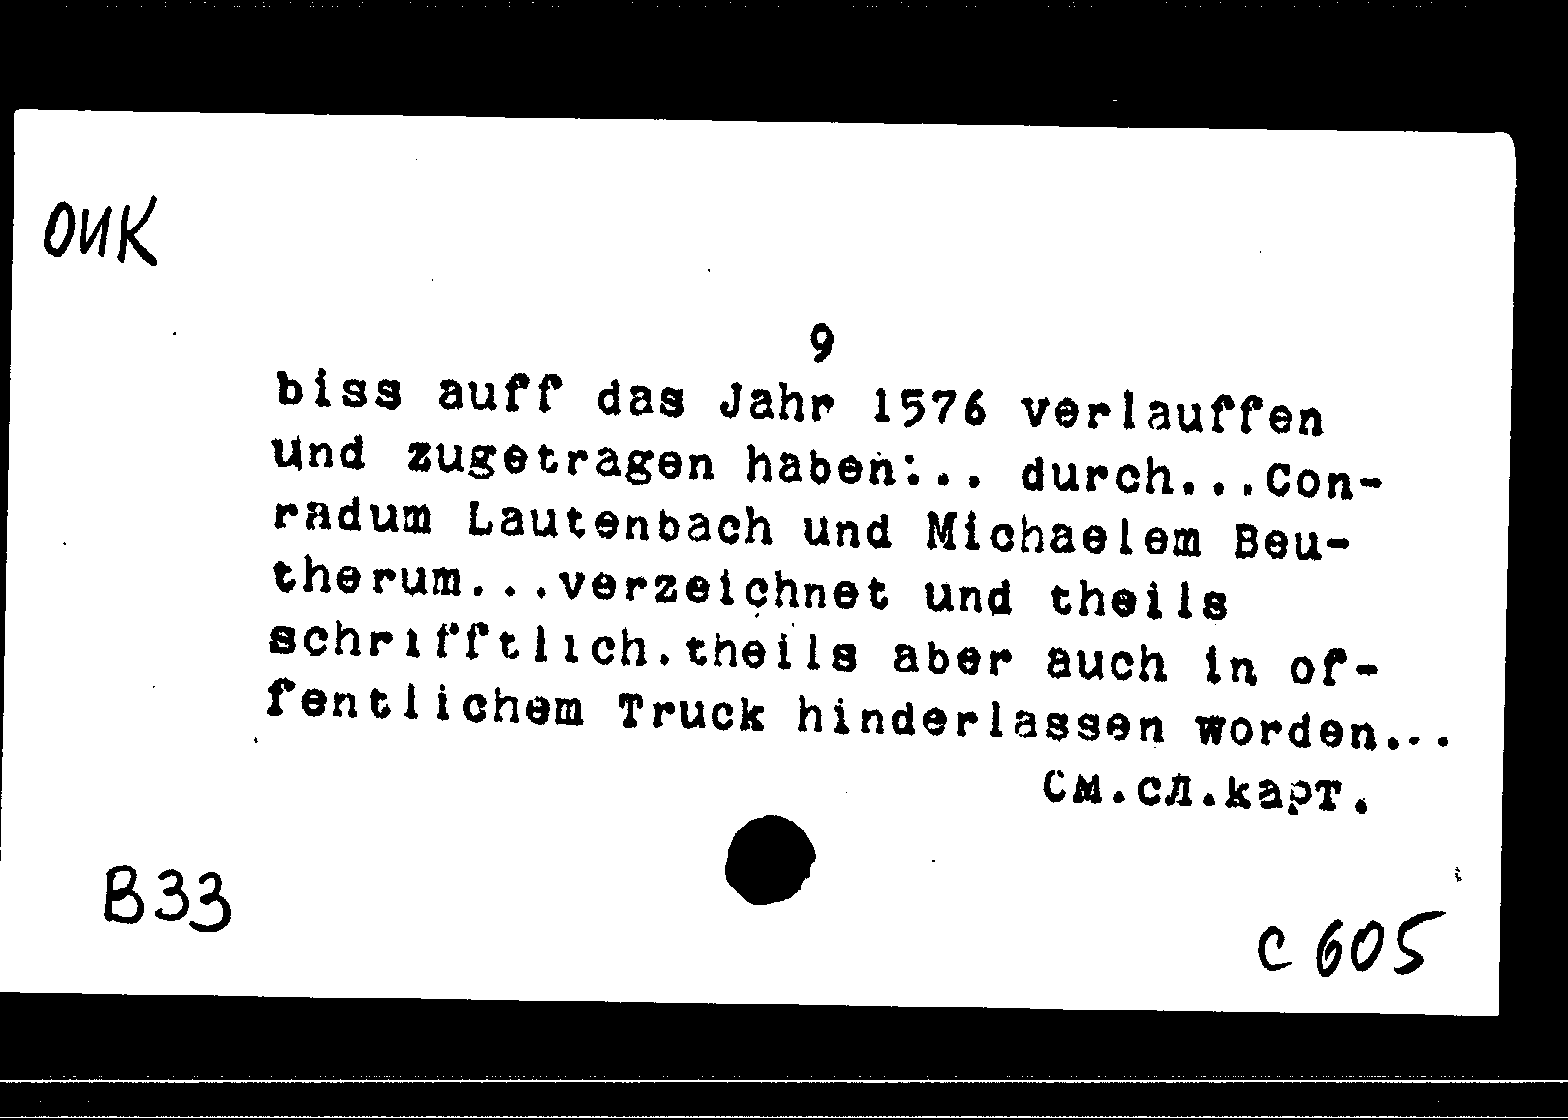 ОИК
9
biss auff das Jahr 1576 verlauffen
und zugetragen haben... durch...Con-
radum Lautenbach und Michaelem Beu-
therum...verzeichnet und theils
schrifftlich.theils aber auch in of-
fentlichem Truck hinderlassen worden...
См.сл.карт.
В33
с 605